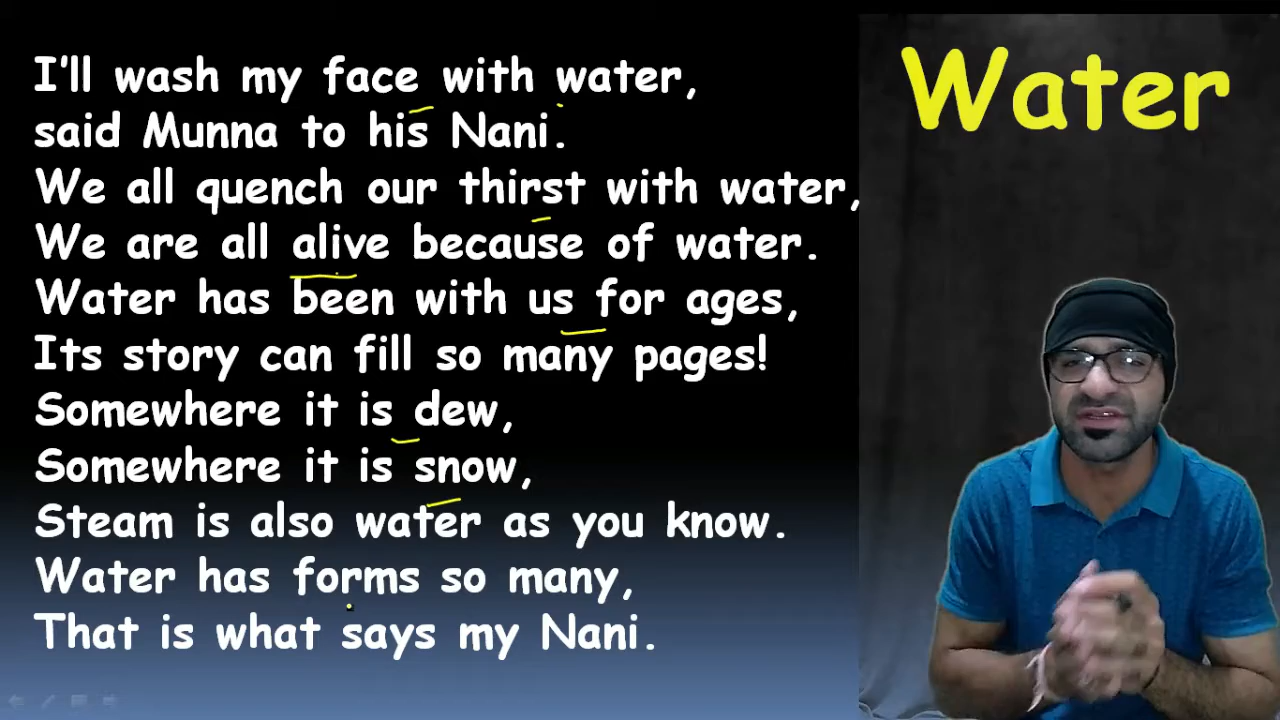 I'll wash my face with water,
said Munna to his Nani.
We all quench our thirst with water,
We are all alive because of water.
Water has been with us for ages,
Its story can fill so many pages!
Somewhere it is dew,
Somewhere it is snow,
Steam is also water as you know.
Water has forms so many,
That is what says my Nani.
Water